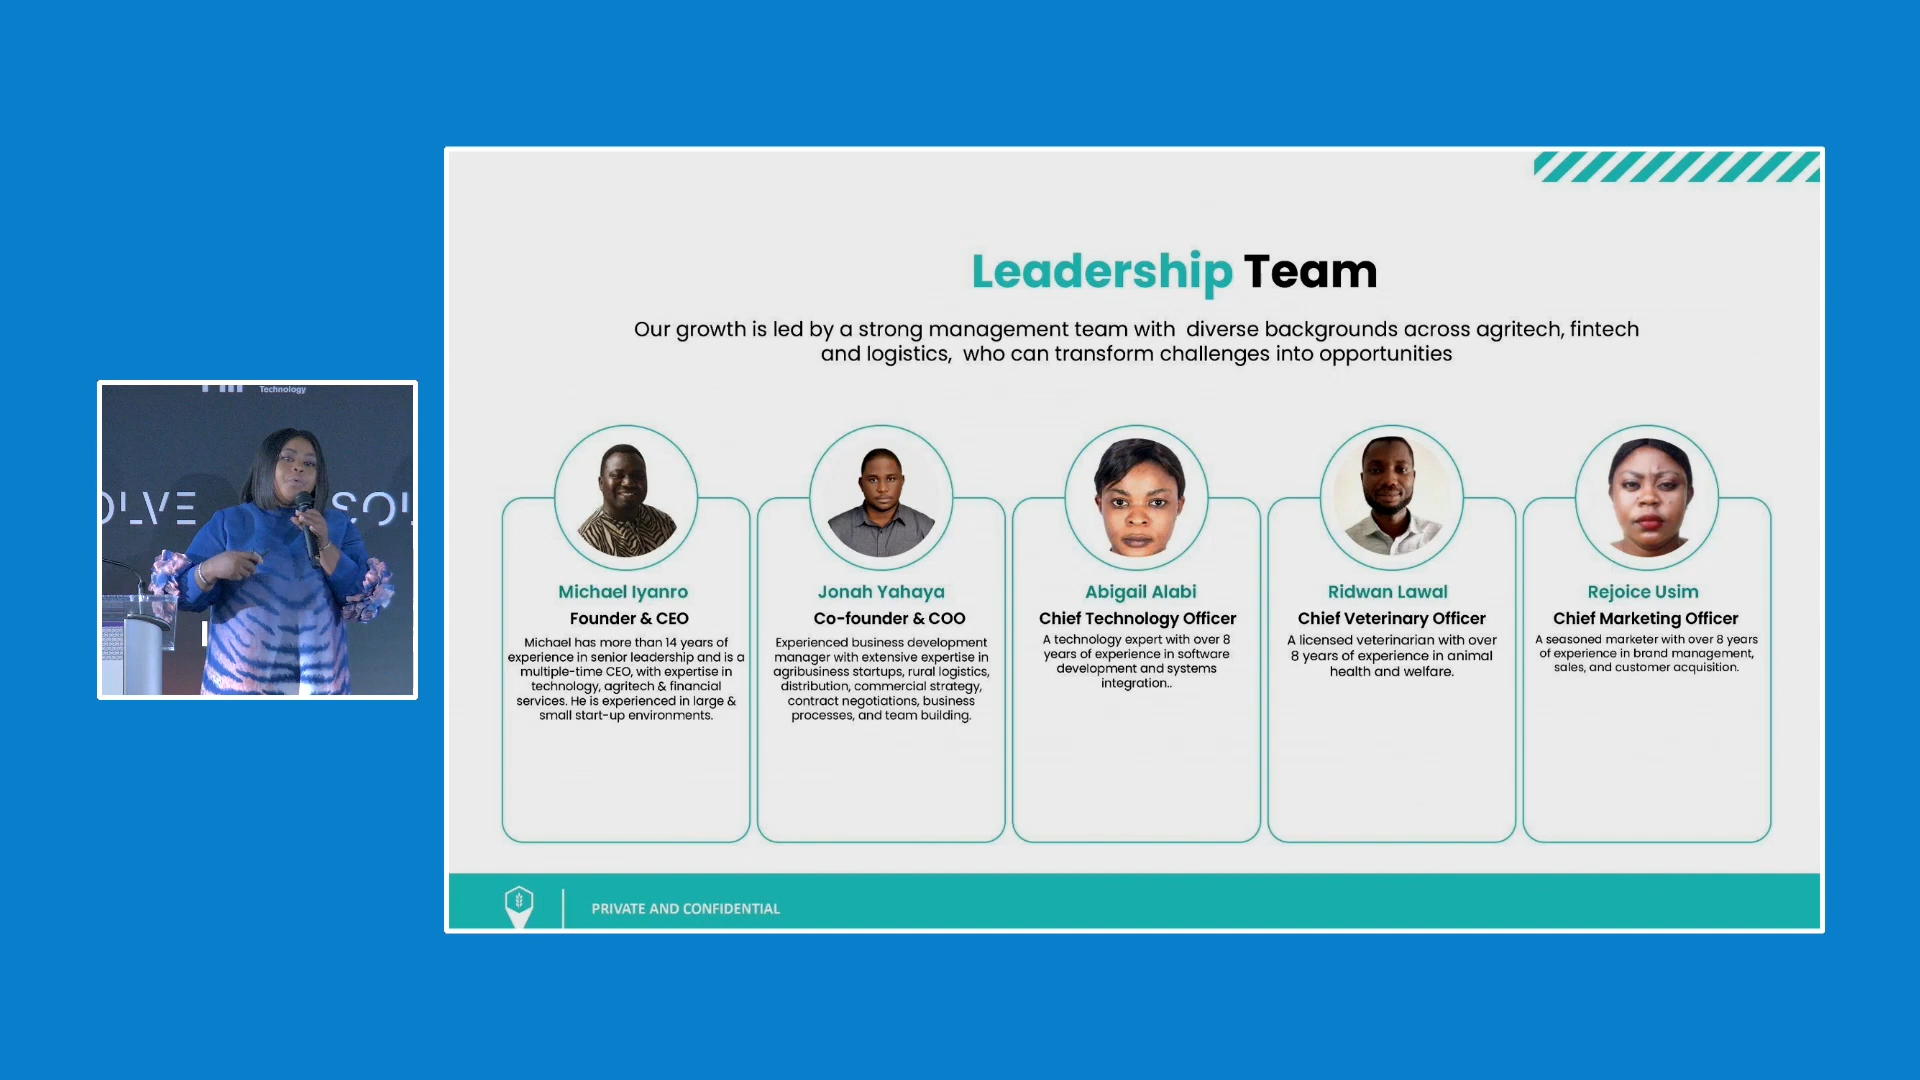 Technology
OLVE
SOL
Leadership Team
Our growth is led by a strong management team with diverse backgrounds across agritech, fintech
and logistics, who can transform challenges into opportunities
Michael Iyanro
Founder & CEO
Michael has more than 14 years of
experience in senior leadership and is a
multiple-time CEO, with expertise in
technology, agritech & financial
services. He is experienced in large &
small start-up environments.
Jonah Yahaya
Co-founder & COO
Experienced business development
manager with extensive expertise in
agribusiness startups, rural logistics,
distribution, commercial strategy,
contract negotiations, business
processes, and team building.
Abigail Alabi
Chief Technology Officer
A technology expert with over 8
years of experience in software
development and systems
integration..
Ridwan Lawal
Chief Veterinary Officer
A licensed veterinarian with over
8 years of experience in animal
health and welfare.
Rejoice Usim
Chief Marketing Officer
A seasoned marketer with over 8 years
of experience in brand management,
sales, and customer acquisition.
PRIVATE AND CONFIDENTIAL